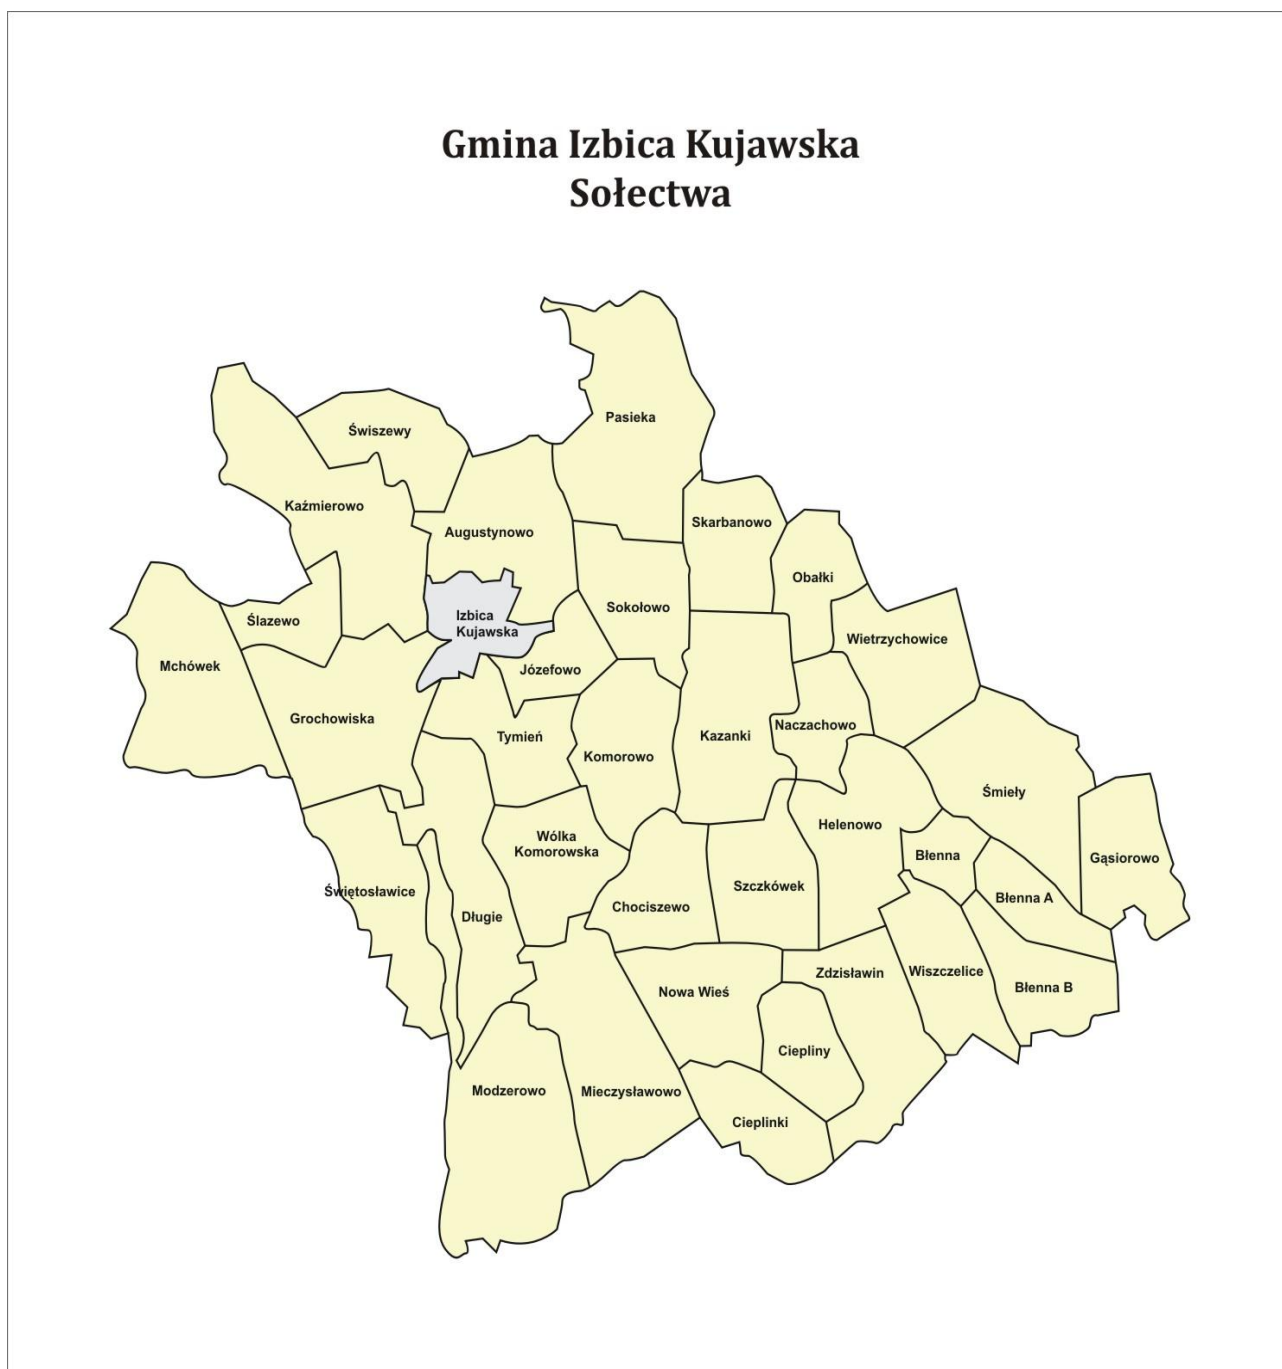 Gmina Izbica Kujawska
Sołectwa
Pasieka
Świszewy
Kaźmierowo
Augustynowo
Skarbanowo
Obałki
Sokołowo
Izbica
Kujawska
Ślazewo
Wietrzychowice
Mchówek
Józefowo
Grochowiska
Tymień
Komorowo
Kazanki
Naczachowo
Śmieły
Helenowo
Wólka
Komorowska
Błenna
Gąsiorowo
Świętosławice
Szczkówek
Błenna A
Chociszewo
Długie
Zdzisławin
Wiszczelice
Nowa Wieś
Błenna B
Ciepliny
Modzerowo
Mieczysławowo
Cieplinki